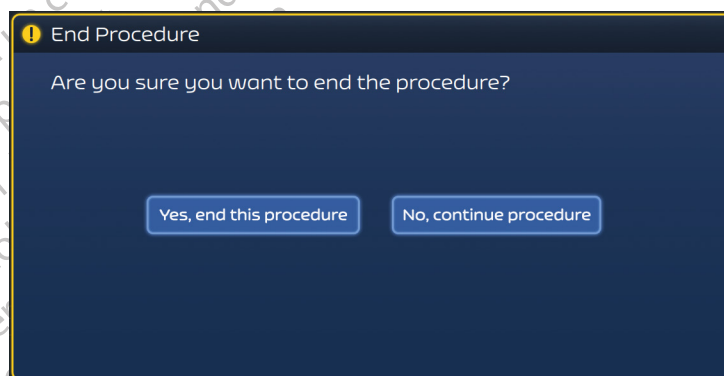 ! End Procedure
Are you sure you want to end the procedure?
Yes, end this procedure
No, continue procedure